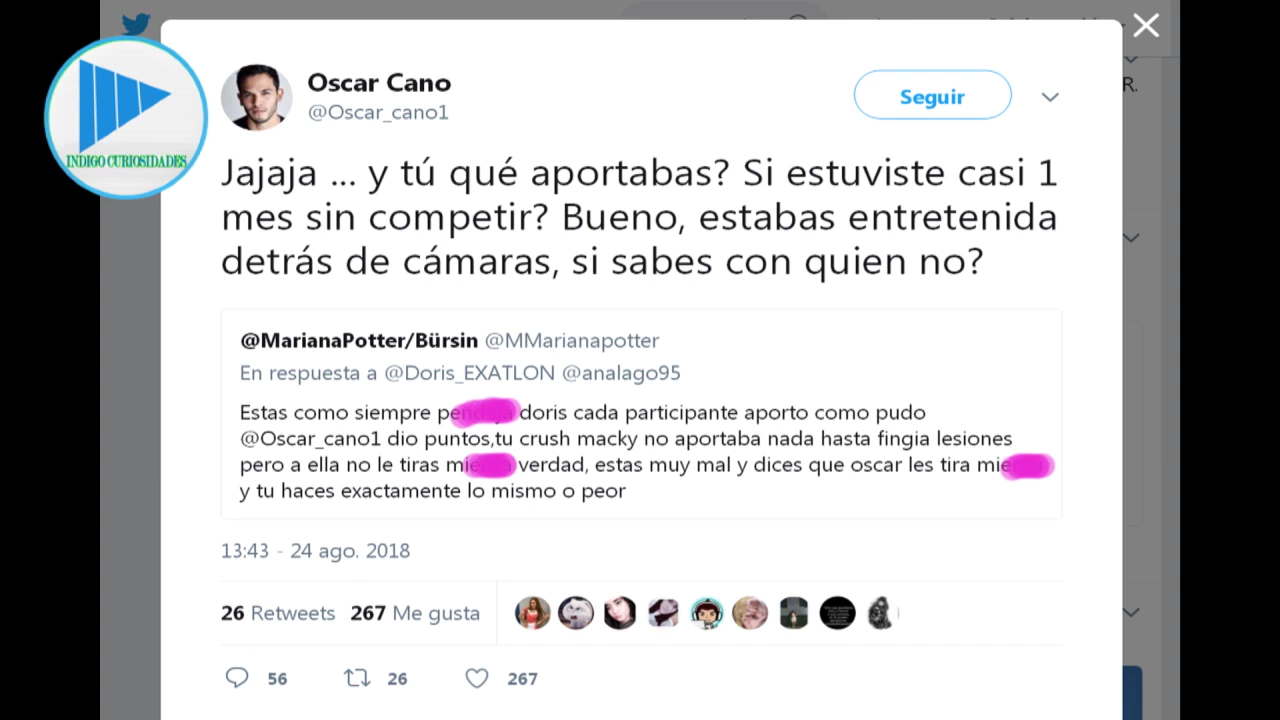 INDIGO CURIOSIDADES
Oscar Cano
@Oscar_cano1
Seguir
R.
Jajaja ... y tú qué aportabas? Si estuviste casi 1
mes sin competir? Bueno, estabas entretenida
detrás de cámaras, si sabes con quien no?
@MarianaPotter/Bürsin @MMarianapotter
En respuesta a @Doris_EXATLON @analago95
Estas como siempre doris cada participante aporto como pudo
@Oscar_cano1 dio puntos,tu crush macky no aportaba nada hasta fingia lesiones
pero a ella no le tiras verdad, estas muy mal y dices que oscar les tira
y tu haces exactamente lo mismo o peor
13:43 - 24 ago. 2018
26 Retweets 267 Me gusta
56 26 267